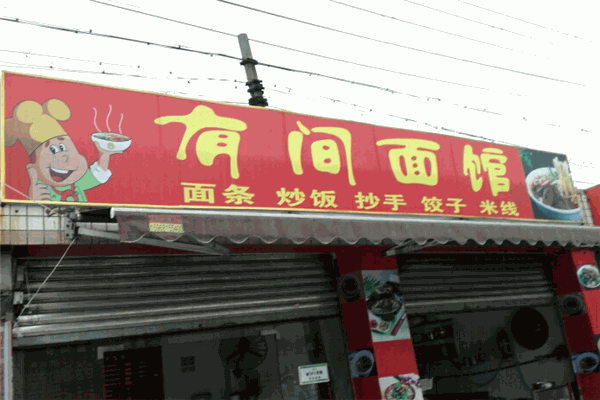 有间面馆
面条 炒饭 抄手 饺子 米线